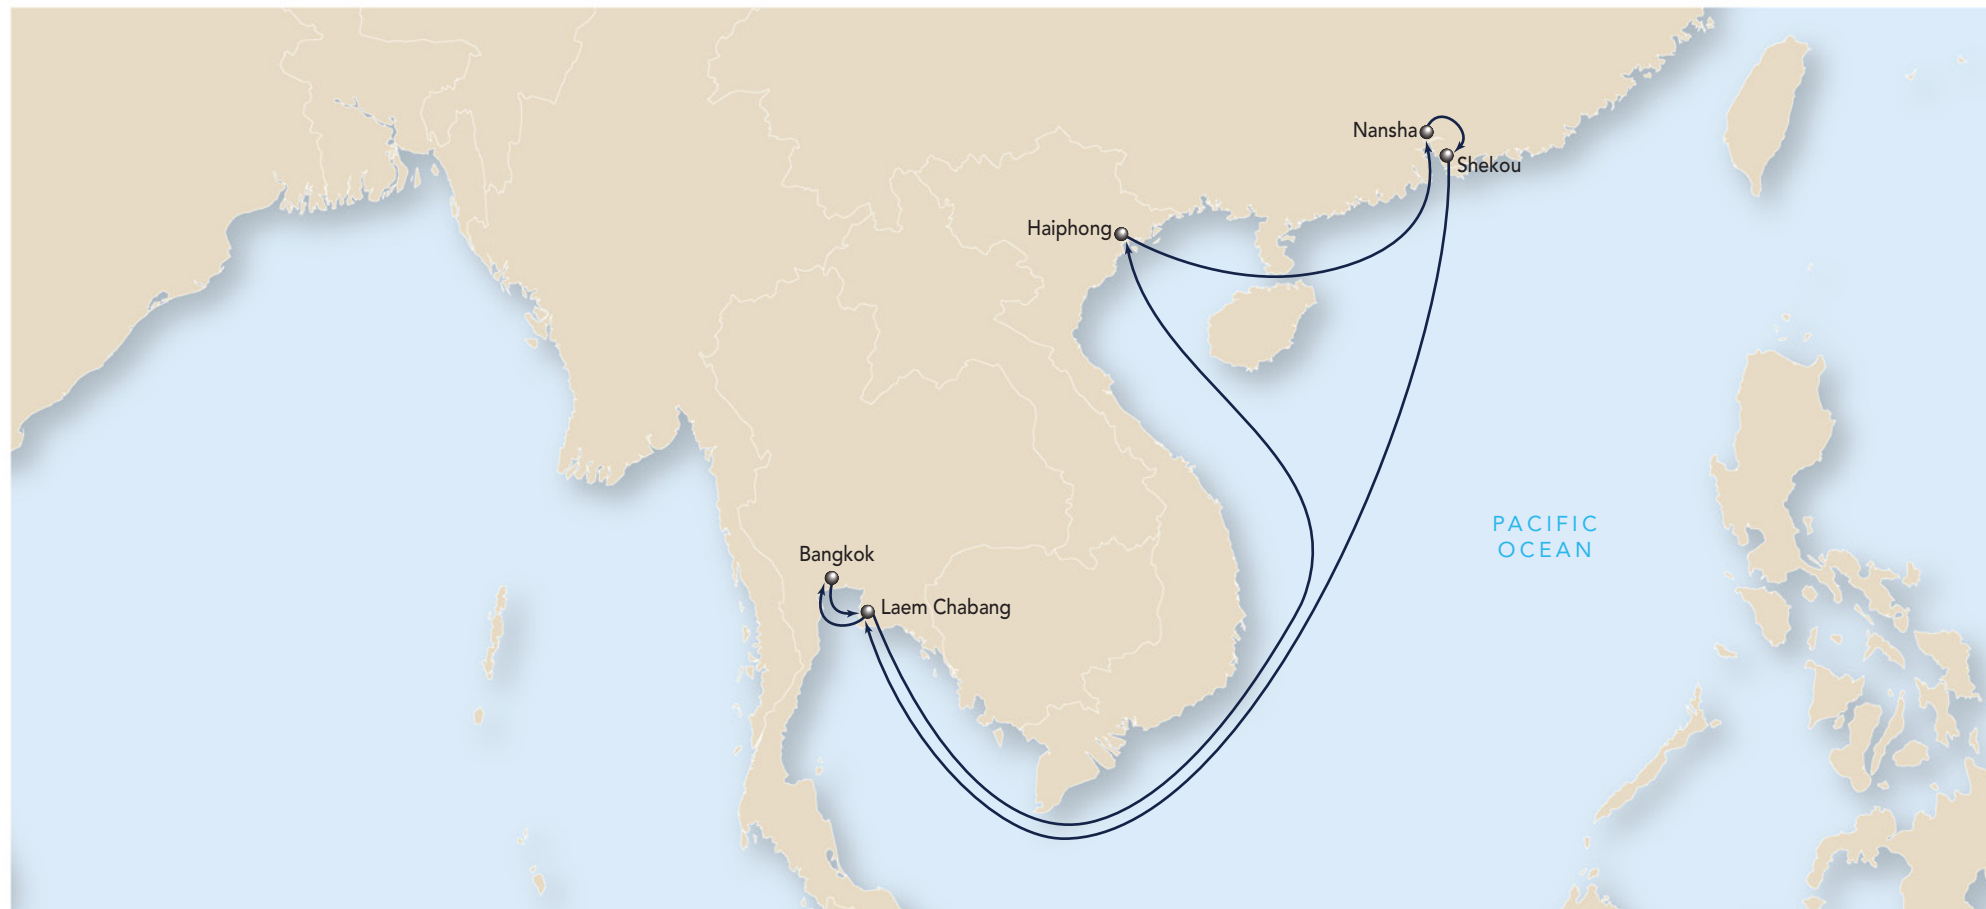 Nansha
Shekou
Haiphong
PACIFIC
OCEAN
Bangkok
Laem Chabang